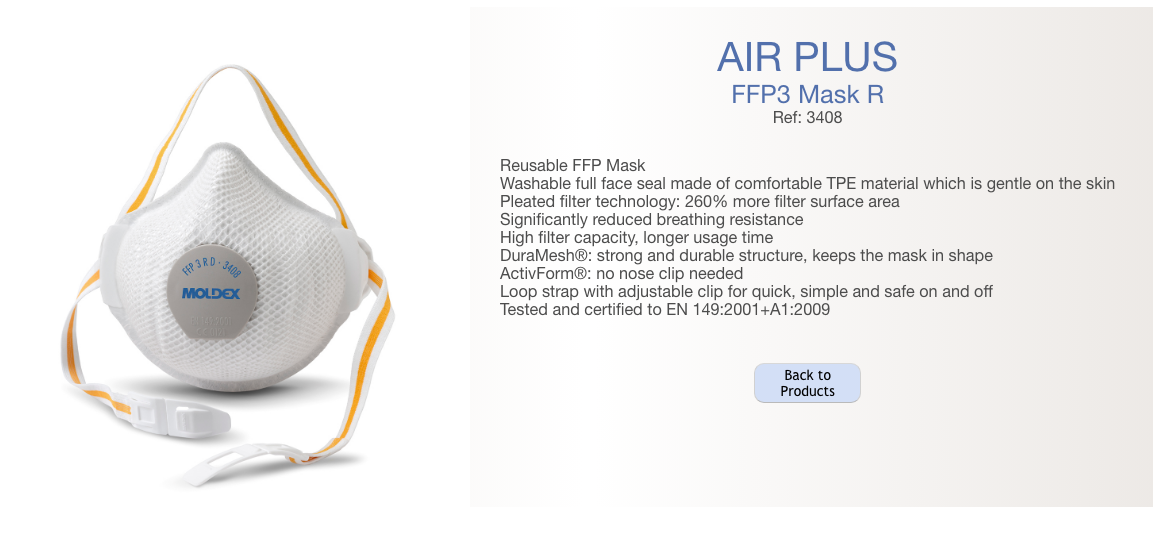 FFP3 R D · 3408
MOLDEX
AIR PLUS
FFP3 Mask R
Ref: 3408
Reusable FFP Mask
Washable full face seal made of comfortable TPE material which is gentle on the skin
Pleated filter technology: 260% more filter surface area
Significantly reduced breathing resistance
High filter capacity, longer usage time
DuraMesh®: strong and durable structure, keeps the mask in shape
ActivForm®: no nose clip needed
Loop strap with adjustable clip for quick, simple and safe on and off
Tested and certified to EN 149:2001+A1:2009
Back to
Products